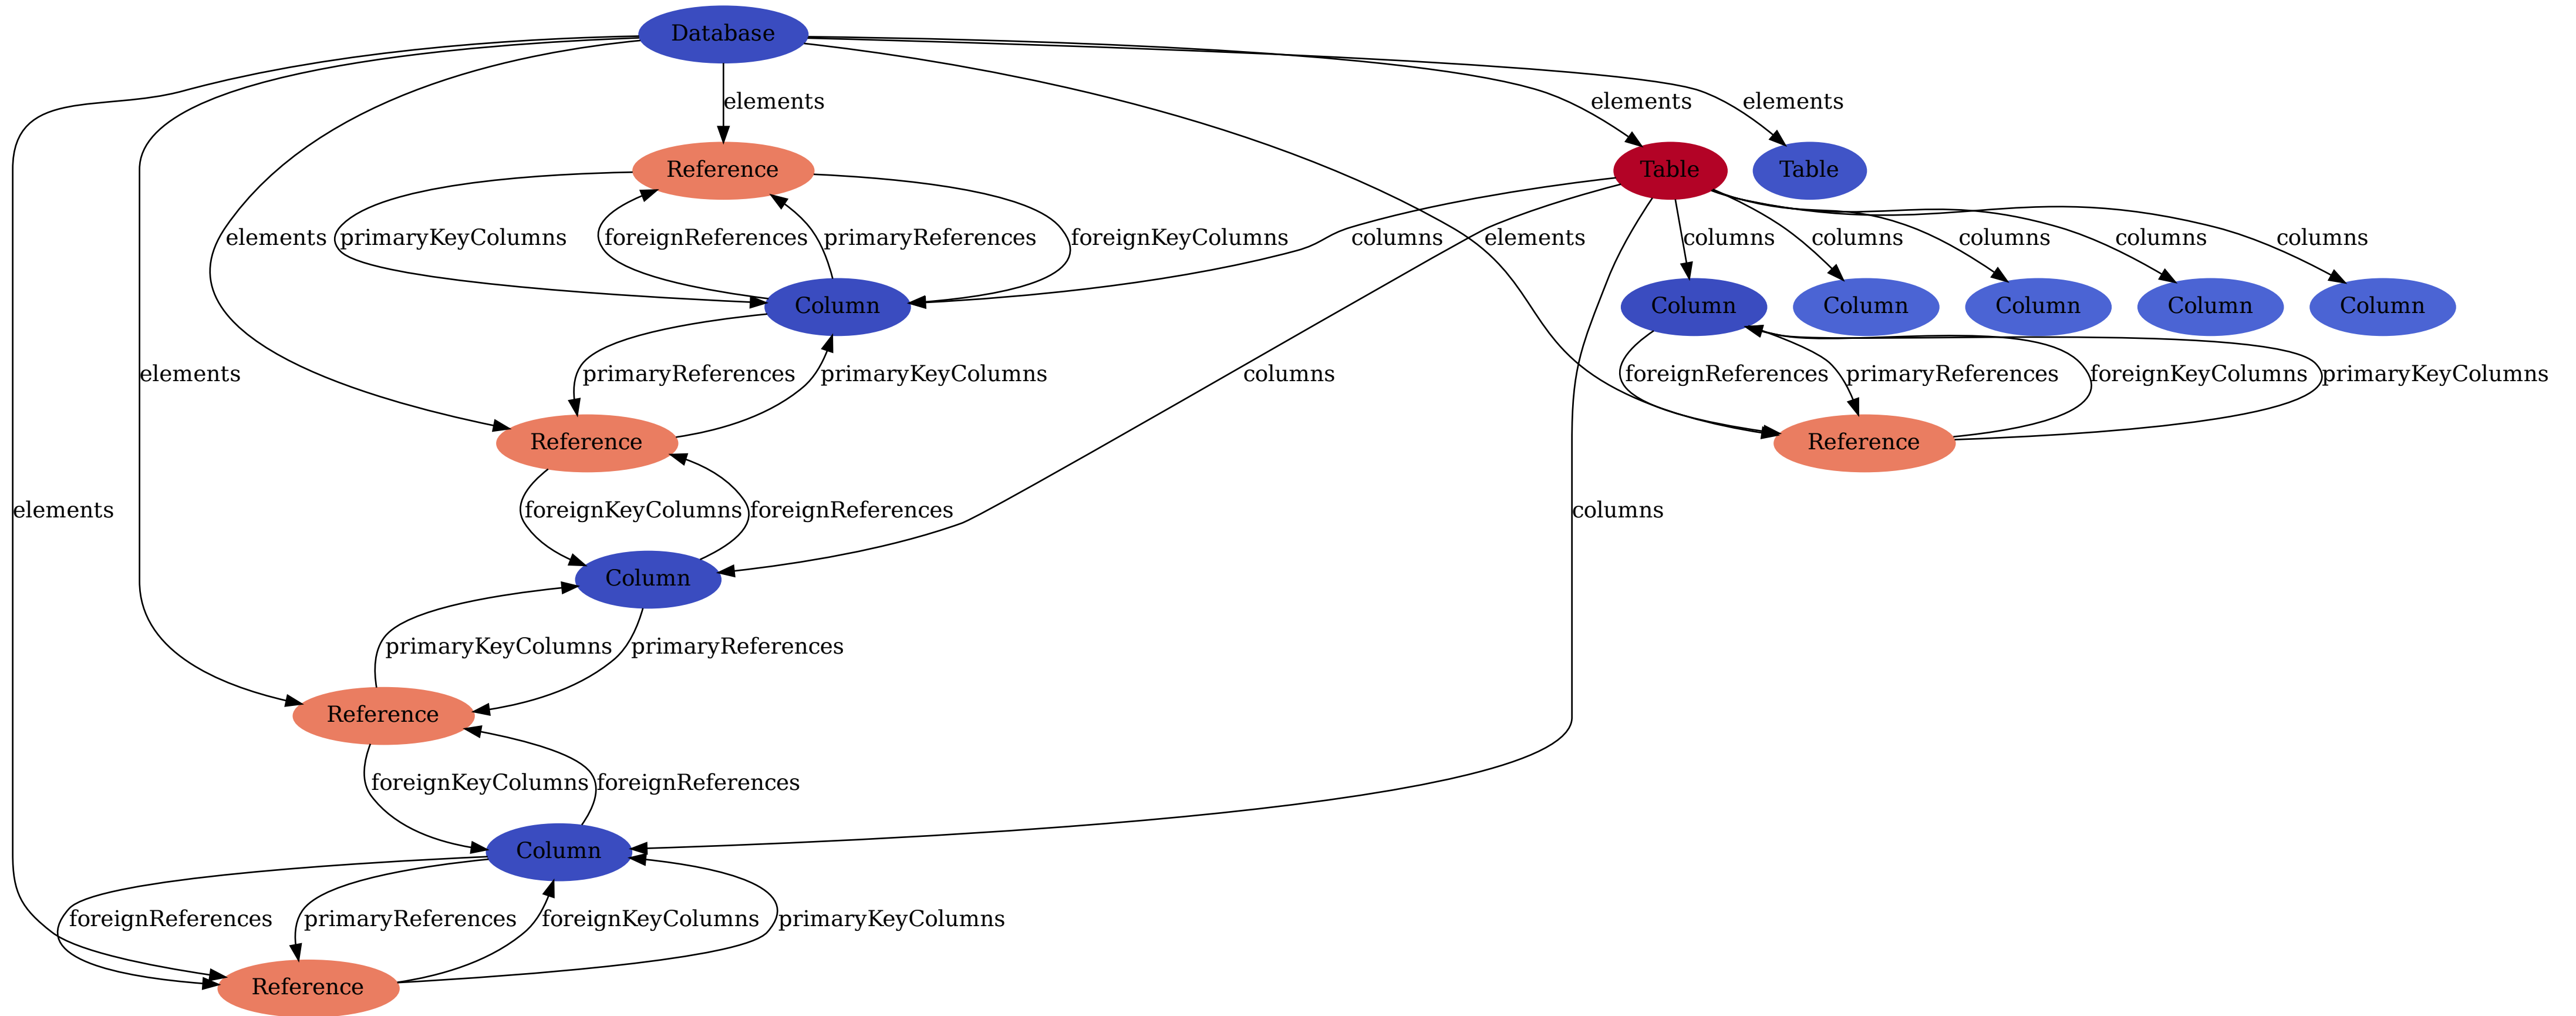 Database
elements
elements
elements
Reference
Table
Table
elements
primaryKeyColumns
foreignReferences
primaryReferences
foreignKeyColumns
columns
elements
columns
columns
columns
columns
columns
Column
Column
Column
Column
Column
Column
elements
primaryReferences
primaryKeyColumns
columns
foreignReferences
primaryReferences
foreignKeyColumns
primaryKeyColumns
Reference
Reference
elements
foreignKeyColumns
foreignReferences
columns
Column
primaryKeyColumns
primaryReferences
Reference
foreignKeyColumns
foreignReferences
Column
foreignReferences
primaryReferences
foreignKeyColumns
primaryKeyColumns
Reference